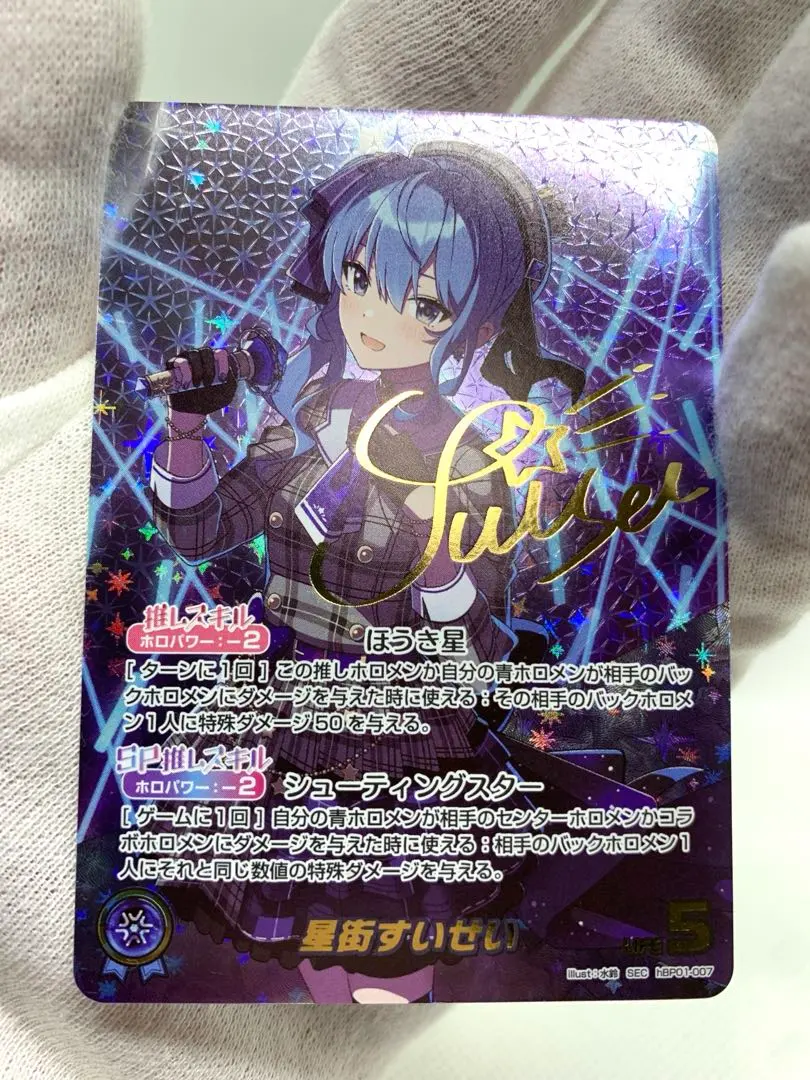 Suisei
推しスキル
ホロパワー：－2
ほうき星
[ ターンに1回 ] この推しホロメンか自分の青ホロメンが相手のバッ
クホロメンにダメージを与えた時に使える：その相手のバックホロメ
ン1人に特殊ダメージ50を与える。
SP推しスキル
ホロパワー：－2
シューティングスター
[ ゲームに1回 ] 自分の青ホロメンが相手のセンターホロメンかコラ
ボホロメンにダメージを与えた時に使える：相手のバックホロメン1
人にそれと同じ数値の特殊ダメージを与える。
星街すいせい
LIFE 5
illust：水鈴 SEC hBP01-007